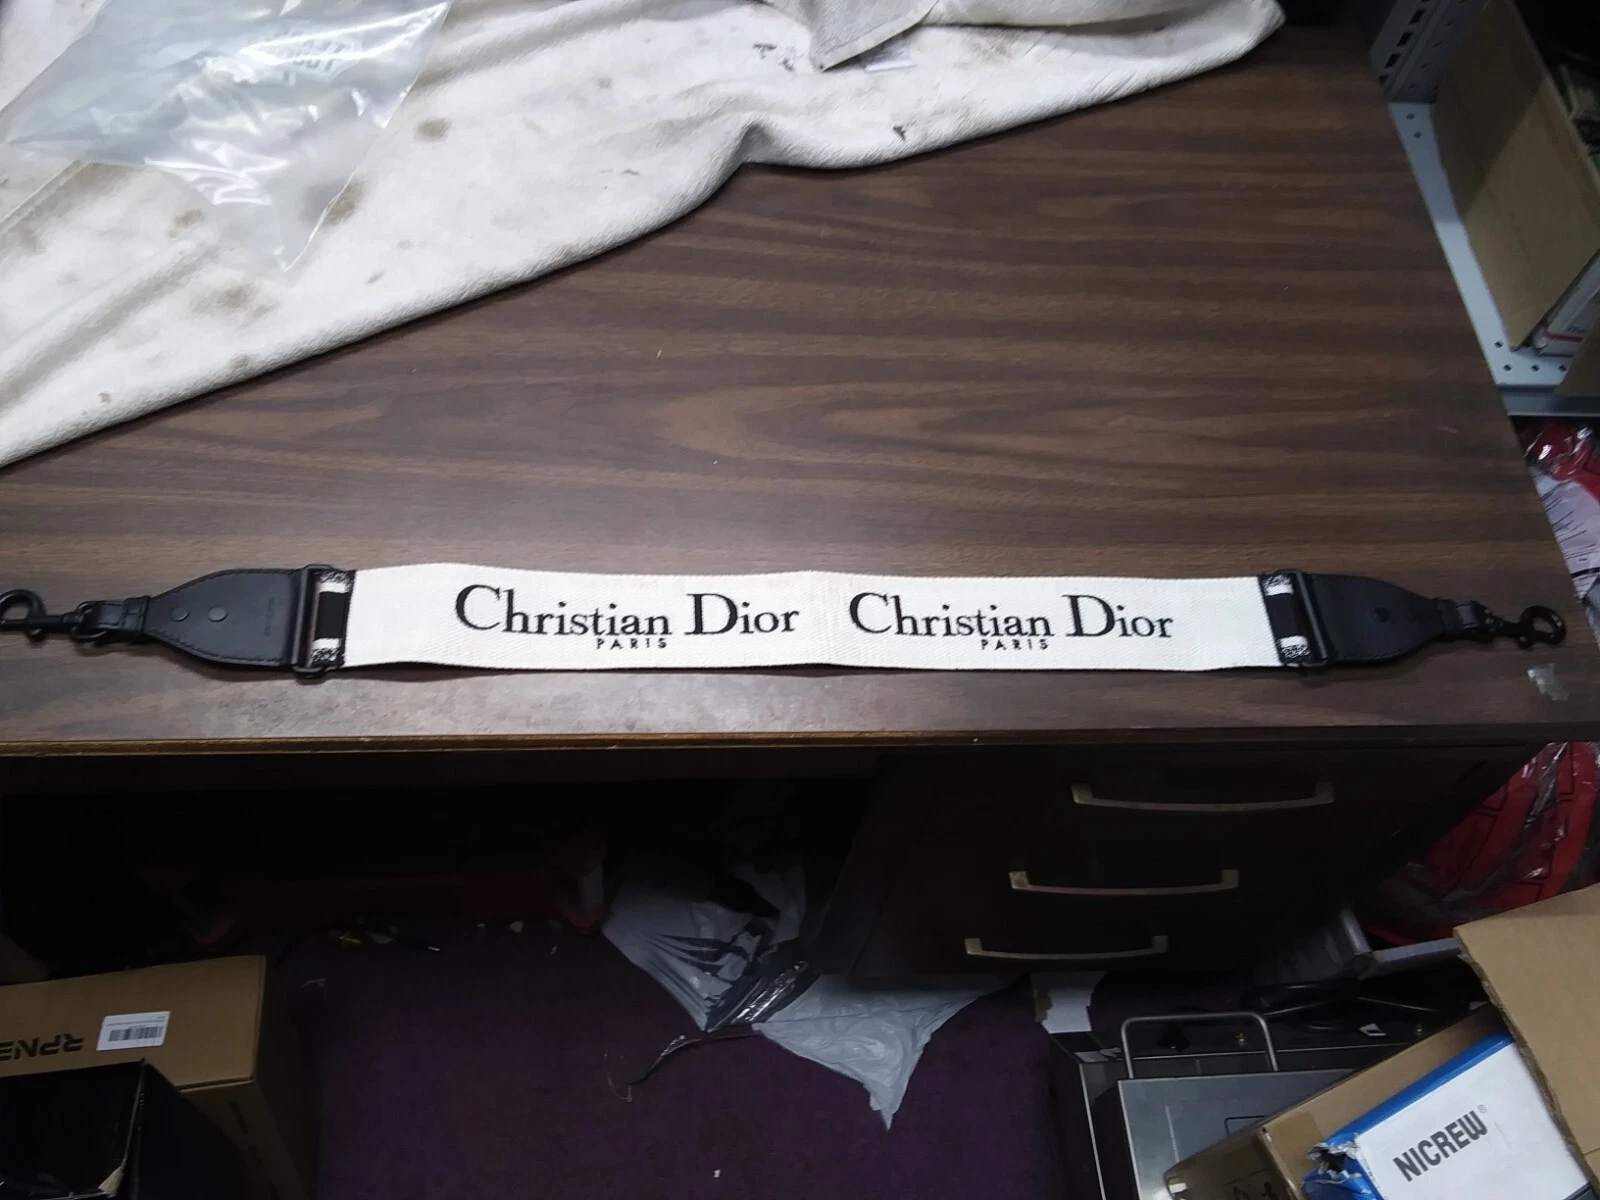 Christian Dior
PARIS
Christian Dior
PARIS
NICREW®